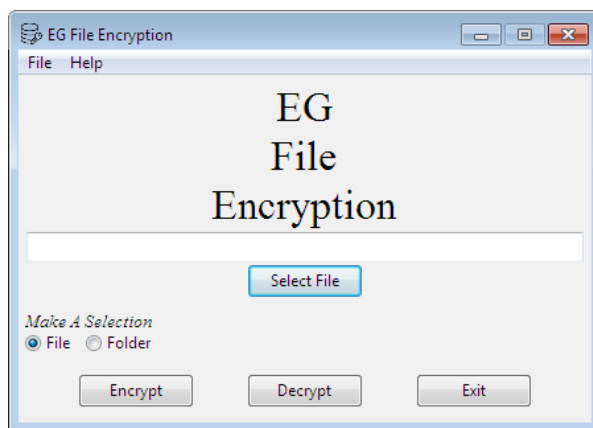 EG File Encryption
File Help
EG
File
Encryption
Select File
Make A Selection
File Folder
Encrypt Decrypt Exit